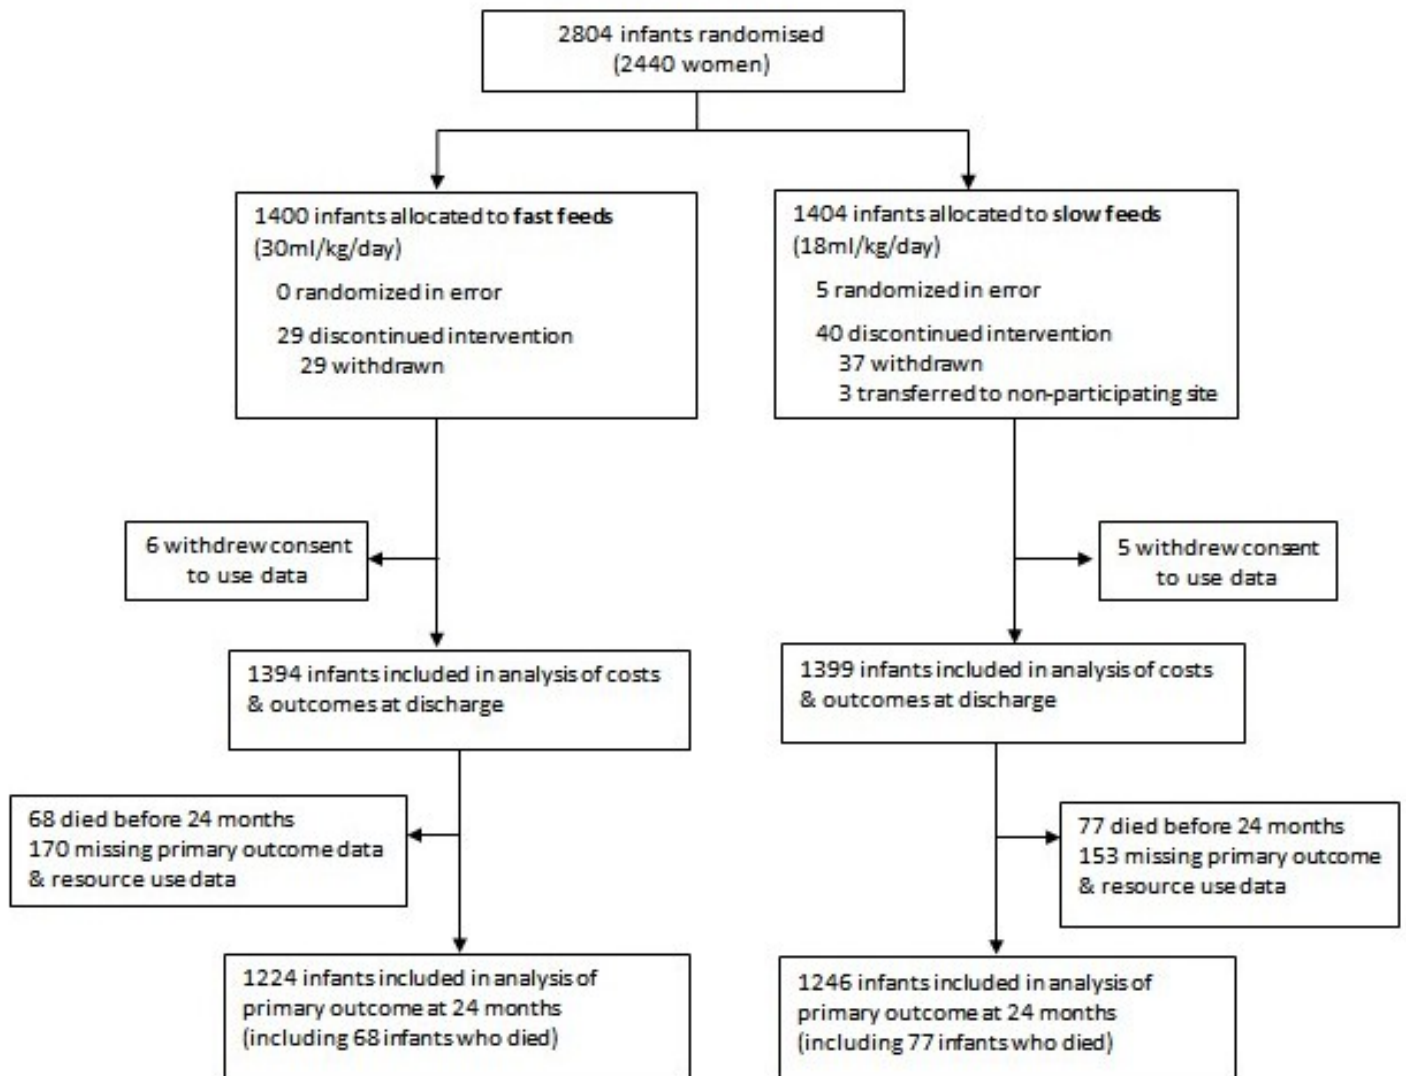 2804 infants randomised
(2440 women)
1400 infants allocated to fast feeds
(30ml/kg/day)
0 randomized in error
29 discontinued intervention
29 withdrawn
1404 infants allocated to slow feeds
(18ml/kg/day)
5 randomized in error
40 discontinued intervention
37 withdrawn
3 transferred to non-participating site
6 withdrew consent
to use data
5 withdrew consent
to use data
1394 infants included in analysis of costs
& outcomes at discharge
1399 infants included in analysis of costs
& outcomes at discharge
68 died before 24 months
170 missing primary outcome data
& resource use data
77 died before 24 months
153 missing primary outcome
& resource use data
1224 infants included in analysis of
primary outcome at 24 months
(including 68 infants who died)
1246 infants included in analysis of
primary outcome at 24 months
(including 77 infants who died)